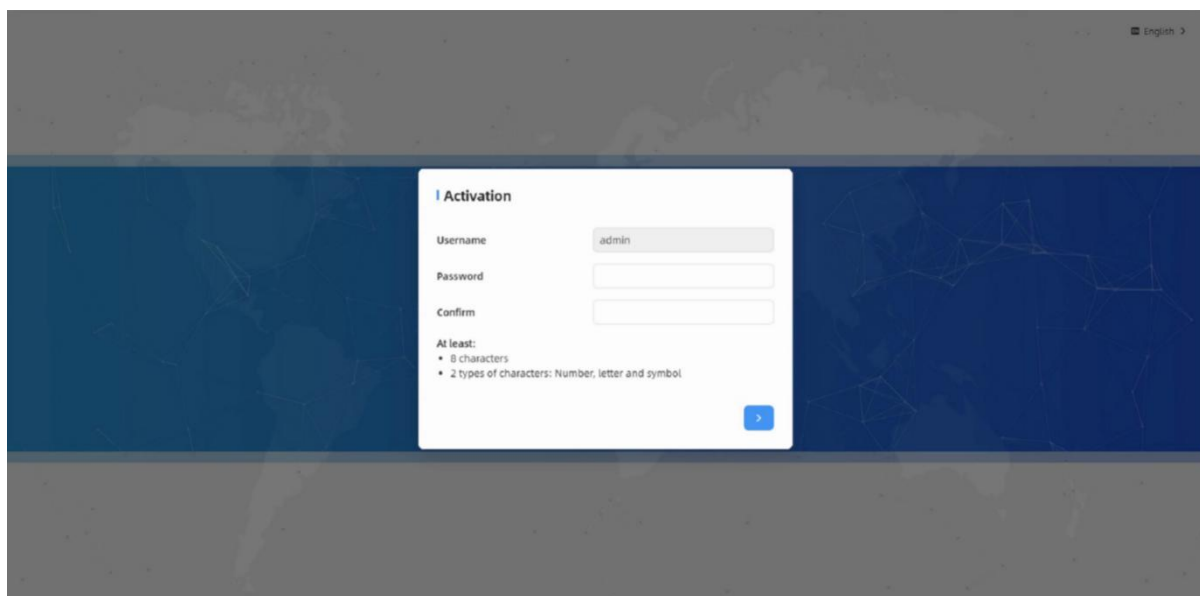 English
Activation
Username
admin
Password
Confirm
At least:
• 8 characters
• 2 types of characters: Number, letter and symbol